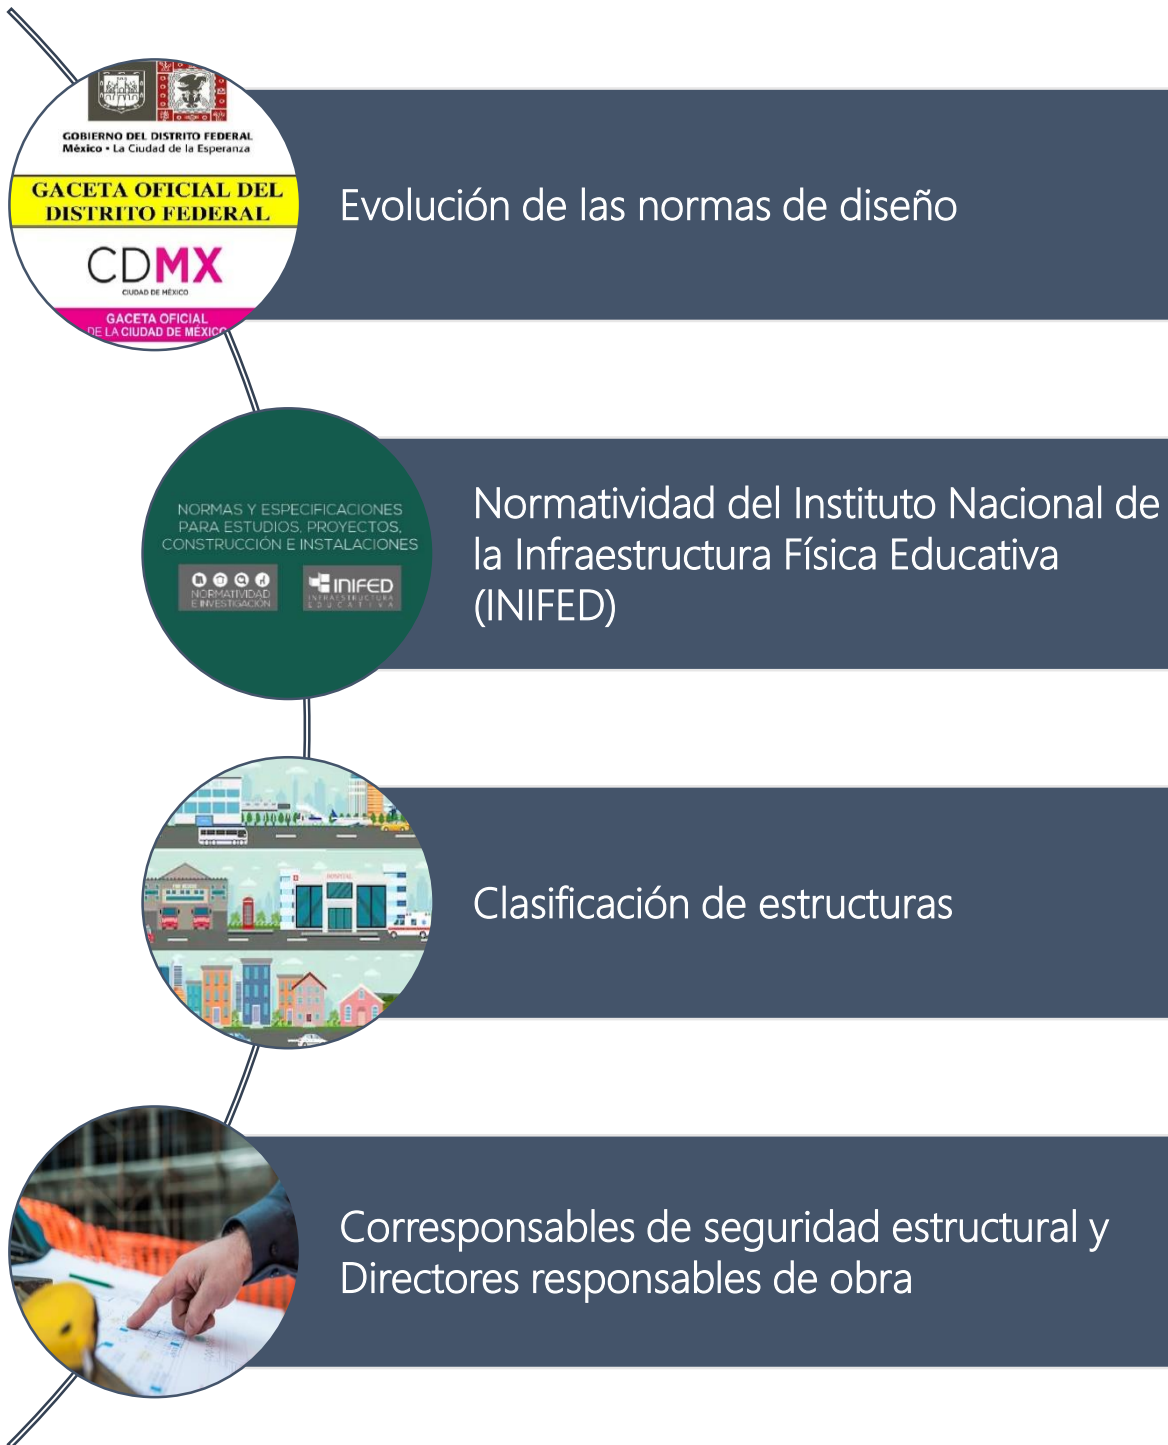 GOBIERNO DEL DISTRITO FEDERAL
México • La Ciudad de la Esperanza
GACETA OFICIAL DEL
DISTRITO FEDERAL
CDMX
CIUDAD DE MÉXICO
GACETA OFICIAL
DE LA CIUDAD DE MÉXICO
Evolución de las normas de diseño
NORMAS Y ESPECIFICACIONES
PARA ESTUDIOS, PROYECTOS,
CONSTRUCCIÓN E INSTALACIONES
NORMATIVIDAD
E INVESTIGACIÓN
INIFED
INFRAESTRUCTURA
EDUCATIVA
Normatividad del Instituto Nacional de
la Infraestructura Física Educativa
(INIFED)
HOSPITAL
Clasificación de estructuras
Corresponsables de seguridad estructural y
Directores responsables de obra